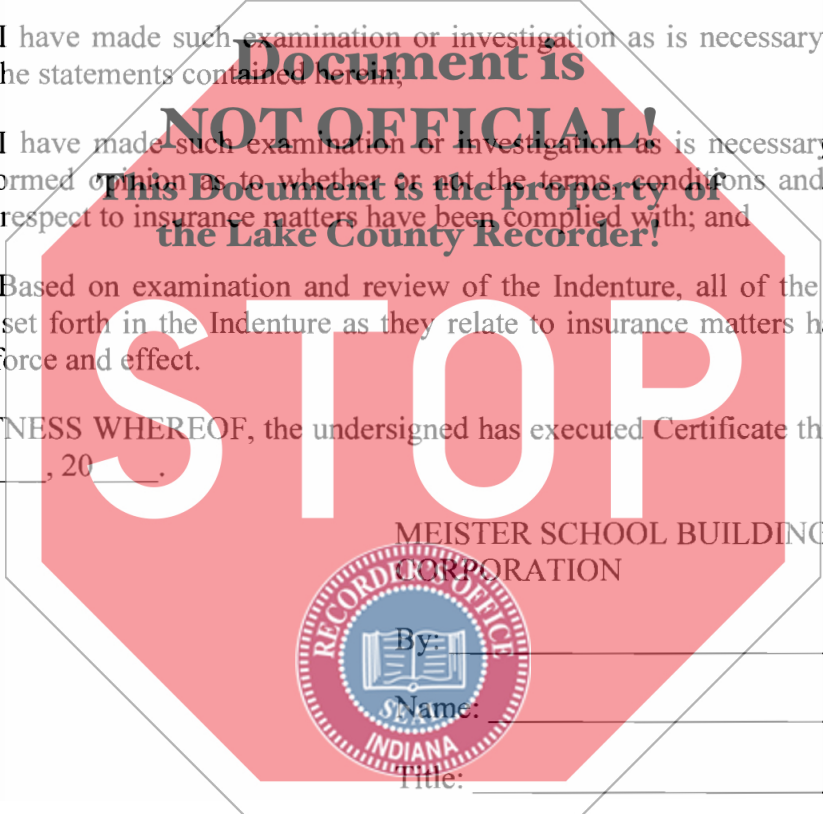 I have made such examination or investigation as is necessary
he statements contained herein;
Document is
NOT OFFICIAL!
I have made such examination or investigation as is necessary
ormed opinion as to whether or not the terms, conditions and
This Document is the property of
respect to insurance matters have been complied with; and
the Lake County Recorder!
Based on examination and review of the Indenture, all of the
set forth in the Indenture as they relate to insurance matters ha
force and effect.
STOP
TNESS WHEREOF, the undersigned has executed Certificate th
____, 20_____.
MEISTER SCHOOL BUILDING
CORPORATION
RECORDER'S OFFICE
By:
SEAL
Name:
INDIANA
Title: